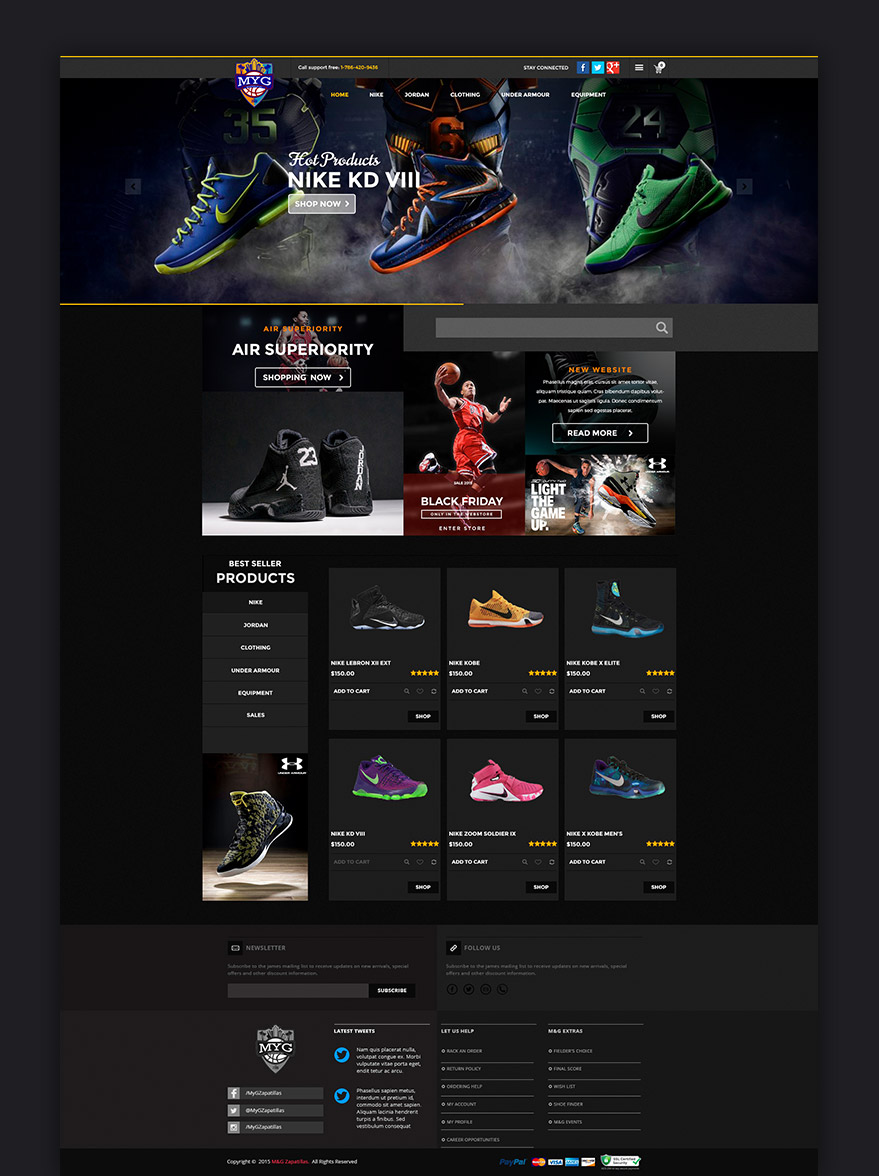 MYG
Call support free: 1-786-420-9436
STAY CONNECTED
HOME NIKE JORDAN CLOTHING UNDER ARMOUR EQUIPMENT
35
24
Hot Products
NIKE KD VIII
SHOP NOW
AIR SUPERIORITY
AIR SUPERIORITY
SHOPPING NOW
23
JORDAN
SALE 2015
BLACK FRIDAY
ONLY IN THE WEBSTORE
ENTER STORE
NEW WEBSITE
Phasellus magna erat, cursus sit amet tortor vitae,
aliquam tristique quam. Cras bibendum dapibus volut-
pat. Maecenas ut sagittis ligula. Donec condimentum
sapien sed egestas placerat.
READ MORE
LIGHT
THE
GAME
UP.
UNDER ARMOUR
BEST SELLER
PRODUCTS
NIKE
JORDAN
CLOTHING
UNDER ARMOUR
EQUIPMENT
SALES
UNDER ARMOUR
NIKE LEBRON XII EXT
$150.00
ADD TO CART
SHOP
NIKE KOBE
$150.00
ADD TO CART
SHOP
NIKE KOBE X ELITE
$150.00
ADD TO CART
SHOP
NIKE KD VIII
$150.00
ADD TO CART
SHOP
NIKE ZOOM SOLDIER IX
$150.00
ADD TO CART
SHOP
NIKE X KOBE MEN'S
$150.00
ADD TO CART
SHOP
NEWSLETTER
Subscribe to the james mailing list to receive updates on new arrivals, special
offers and other discount information.
SUBSCRIBE
FOLLOW US
Subscribe to the james mailing list to receive updates on new arrivals, special
offers and other discount information.
MYG
/MyGZapatillas
@MyGZapatillas
/MyGZapatillas
LATEST TWEETS
Nam quis placerat nulla,
volutpat congue ex. Morbi
vulputate vitae porta eget,
endit tetur ac arcu.
Phasellus sapien metus,
interdum ut pretium id,
commodo sit amet sapien.
Aliquam lacinia hendrerit
turpis a finibus. Sed
vestibulum consequat
LET US HELP
BACK AN ORDER
RETURN POLICY
ORDERING HELP
MY ACCOUNT
MY PROFILE
CAREER OPPORTUNITIES
M&G EXTRAS
FIELDER'S CHOICE
FINAL SCORE
WISH LIST
SHOE FINDER
M&G EVENTS
Copyright © 2015 M&G Zapatillas. All Rights Reserved
PayPal VISA